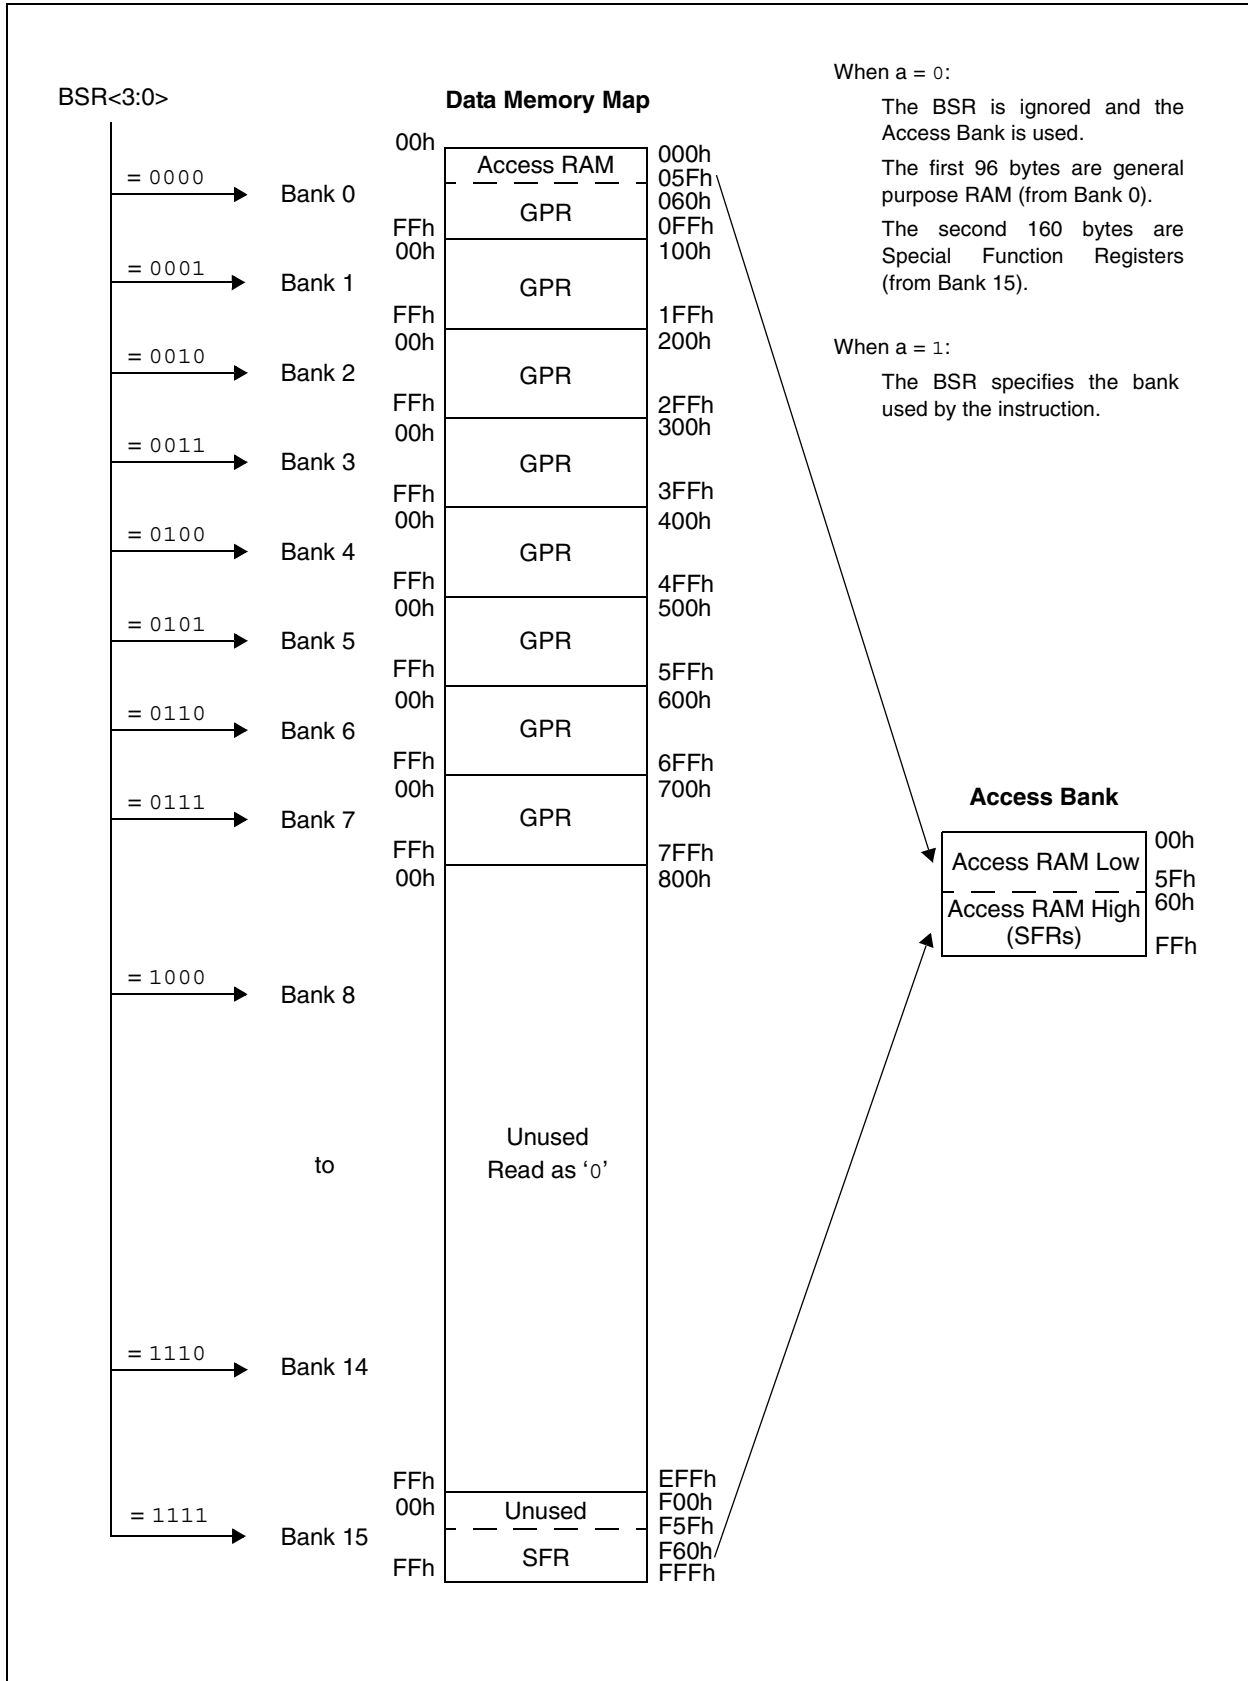 BSR<3:0>
Data Memory Map
When a = 0:
The BSR is ignored and the
Access Bank is used.
The first 96 bytes are general
purpose RAM (from Bank 0).
The second 160 bytes are
Special Function Registers
(from Bank 15).
When a = 1:
The BSR specifies the bank
used by the instruction.
= 0000
Bank 0
00h
FFh
Access RAM
GPR
000h
05Fh
060h
0FFh
= 0001
Bank 1
00h
FFh
GPR
100h
1FFh
= 0010
Bank 2
00h
FFh
GPR
200h
2FFh
= 0011
Bank 3
00h
FFh
GPR
300h
3FFh
= 0100
Bank 4
00h
FFh
GPR
400h
4FFh
= 0101
Bank 5
00h
FFh
GPR
500h
5FFh
= 0110
Bank 6
00h
FFh
GPR
600h
6FFh
= 0111
Bank 7
00h
FFh
GPR
700h
7FFh
Access Bank
Access RAM Low
Access RAM High
(SFRs)
00h
5Fh
60h
FFh
= 1000
Bank 8
to
= 1110
Bank 14
00h
FFh
Unused
Read as ‘0’
800h
EFFh
= 1111
Bank 15
00h
FFh
Unused
SFR
F00h
F5Fh
F60h
FFFh